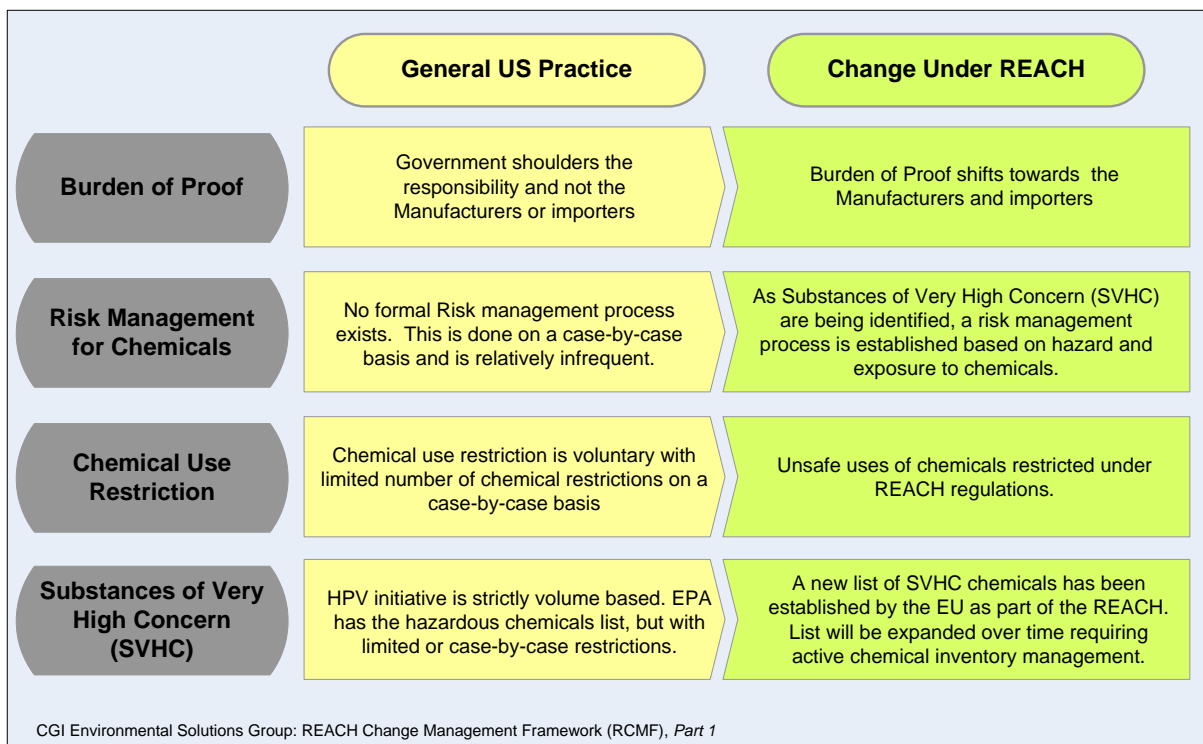 General US Practice
Change Under REACH
Burden of Proof
Government shoulders the
responsibility and not the
Manufacturers or importers
Burden of Proof shifts towards  the
Manufacturers and importers
Risk Management
for Chemicals
No formal Risk management process
exists.  This is done on a case-by-case
basis and is relatively infrequent.
As Substances of Very High Concern (SVHC)
are being identified, a risk management
process is established based on hazard and
exposure to chemicals.
Chemical Use
Restriction
Chemical use restriction is voluntary with
limited number of chemical restrictions on a
case-by-case basis
Unsafe uses of chemicals restricted under
REACH regulations.
Substances of Very
High Concern
(SVHC)
HPV initiative is strictly volume based. EPA
has the hazardous chemicals list, but with
limited or case-by-case restrictions.
A new list of SVHC chemicals has been
established by the EU as part of the REACH.
List will be expanded over time requiring
active chemical inventory management.
CGI Environmental Solutions Group: REACH Change Management Framework (RCMF), Part 1